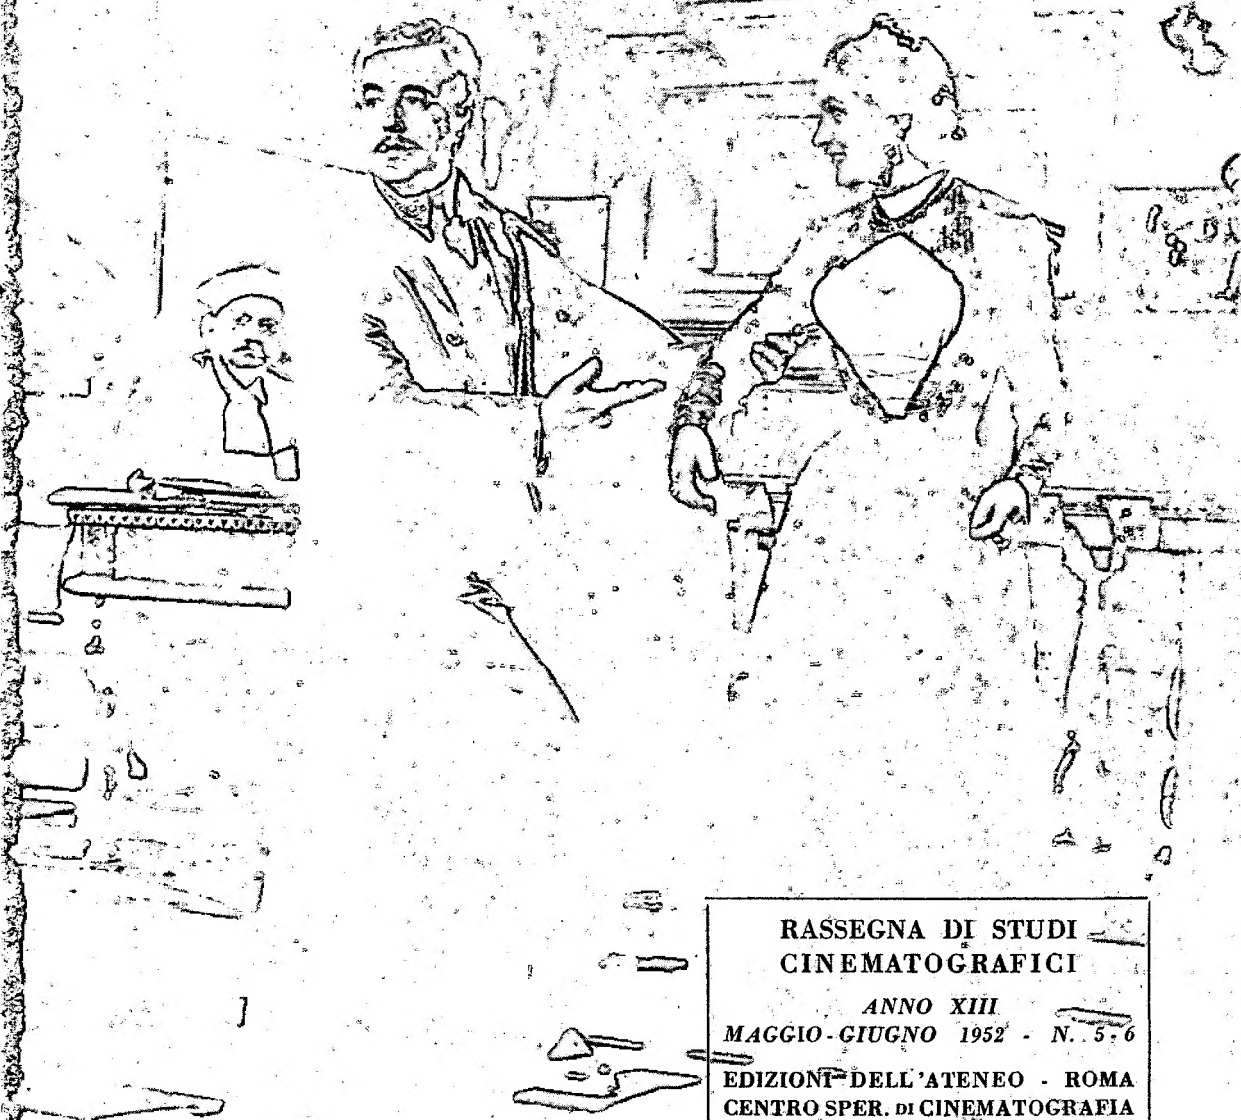 RASSEGNA DI STUDI
CINEMATOGRAFICI
ANNO XIII
MAGGIO-GIUGNO 1952 - N. 5-6
EDIZIONI DELL'ATENEO - ROMA
CENTRO SPER. DI CINEMATOGRAFIA